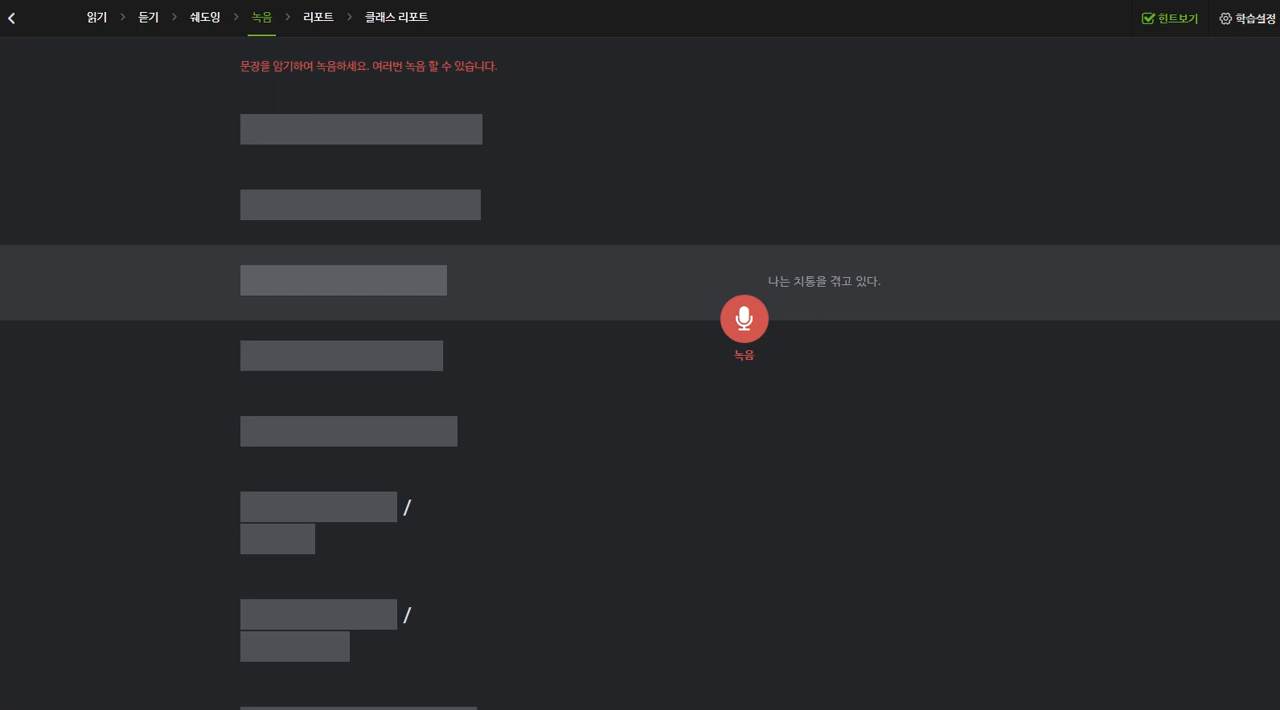 읽기 > 듣기 > 쉐도잉 > 녹음 > 리포트 > 클래스 리포트
힌트보기
학습설정
문장을 암기하여 녹음하세요. 여러번 녹음 할 수 있습니다.
나는 치통을 겪고 있다.
녹음
/
/